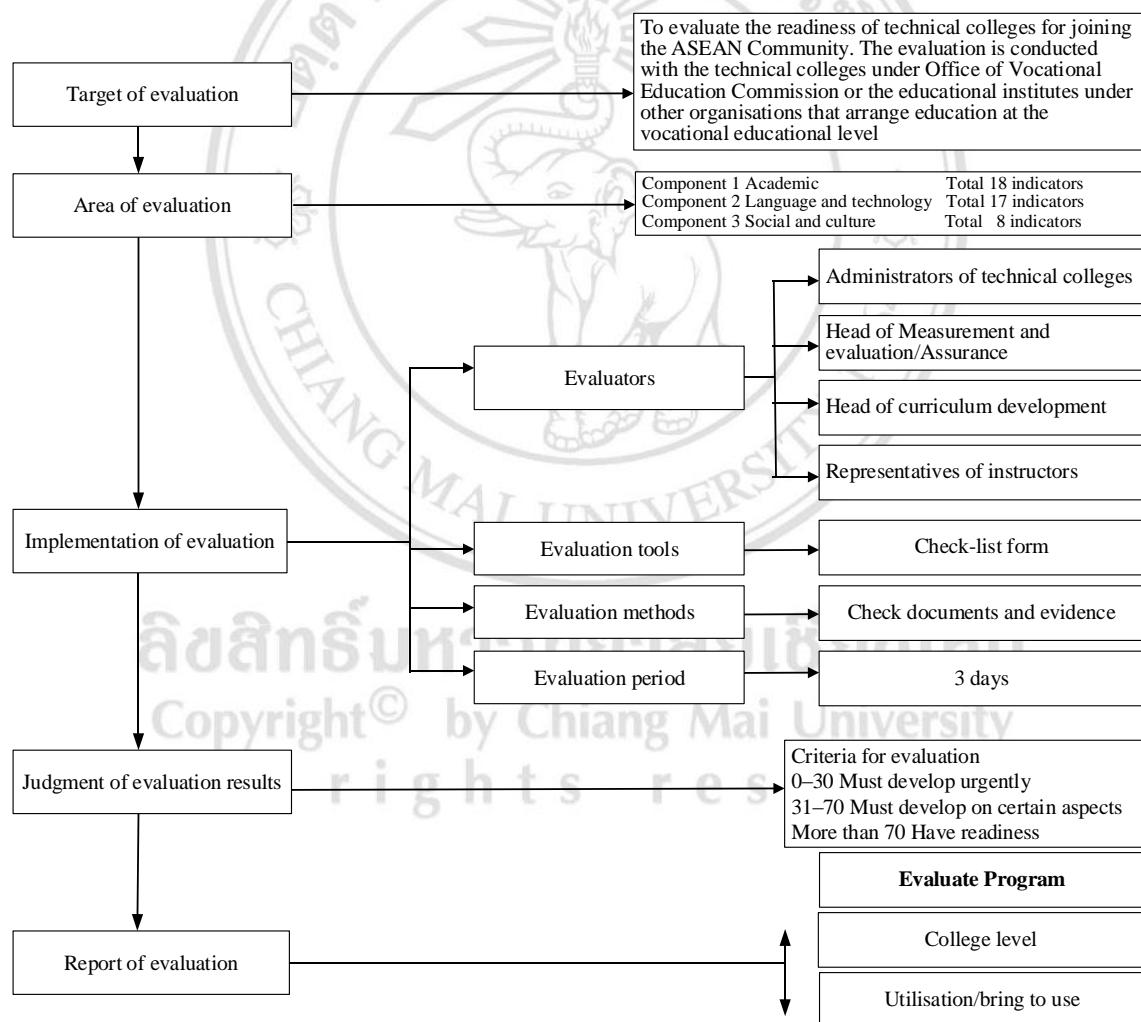 To evaluate the readiness of technical colleges for joining
the ASEAN Community. The evaluation is conducted
with the technical colleges under Office of Vocational
Education Commission or the educational institutes under
other organisations that arrange education at the
vocational educational level
Target of evaluation
Area of evaluation
Component 1 Academic Total 18 indicators
Component 2 Language and technology Total 17 indicators
Component 3 Social and culture Total 8 indicators
Administrators of technical colleges
Evaluators
Head of Measurement and
evaluation/Assurance
Head of curriculum development
Representatives of instructors
CHIANG MAI UNIVERSITY
Implementation of evaluation
Evaluation tools
Check-list form
Evaluation methods
Check documents and evidence
Evaluation period
3 days
Copyright© by Chiang Mai University
rights res
Judgment of evaluation results
Criteria for evaluation
0–30 Must develop urgently
31–70 Must develop on certain aspects
More than 70 Have readiness
Evaluate Program
Report of evaluation
College level
Utilisation/bring to use